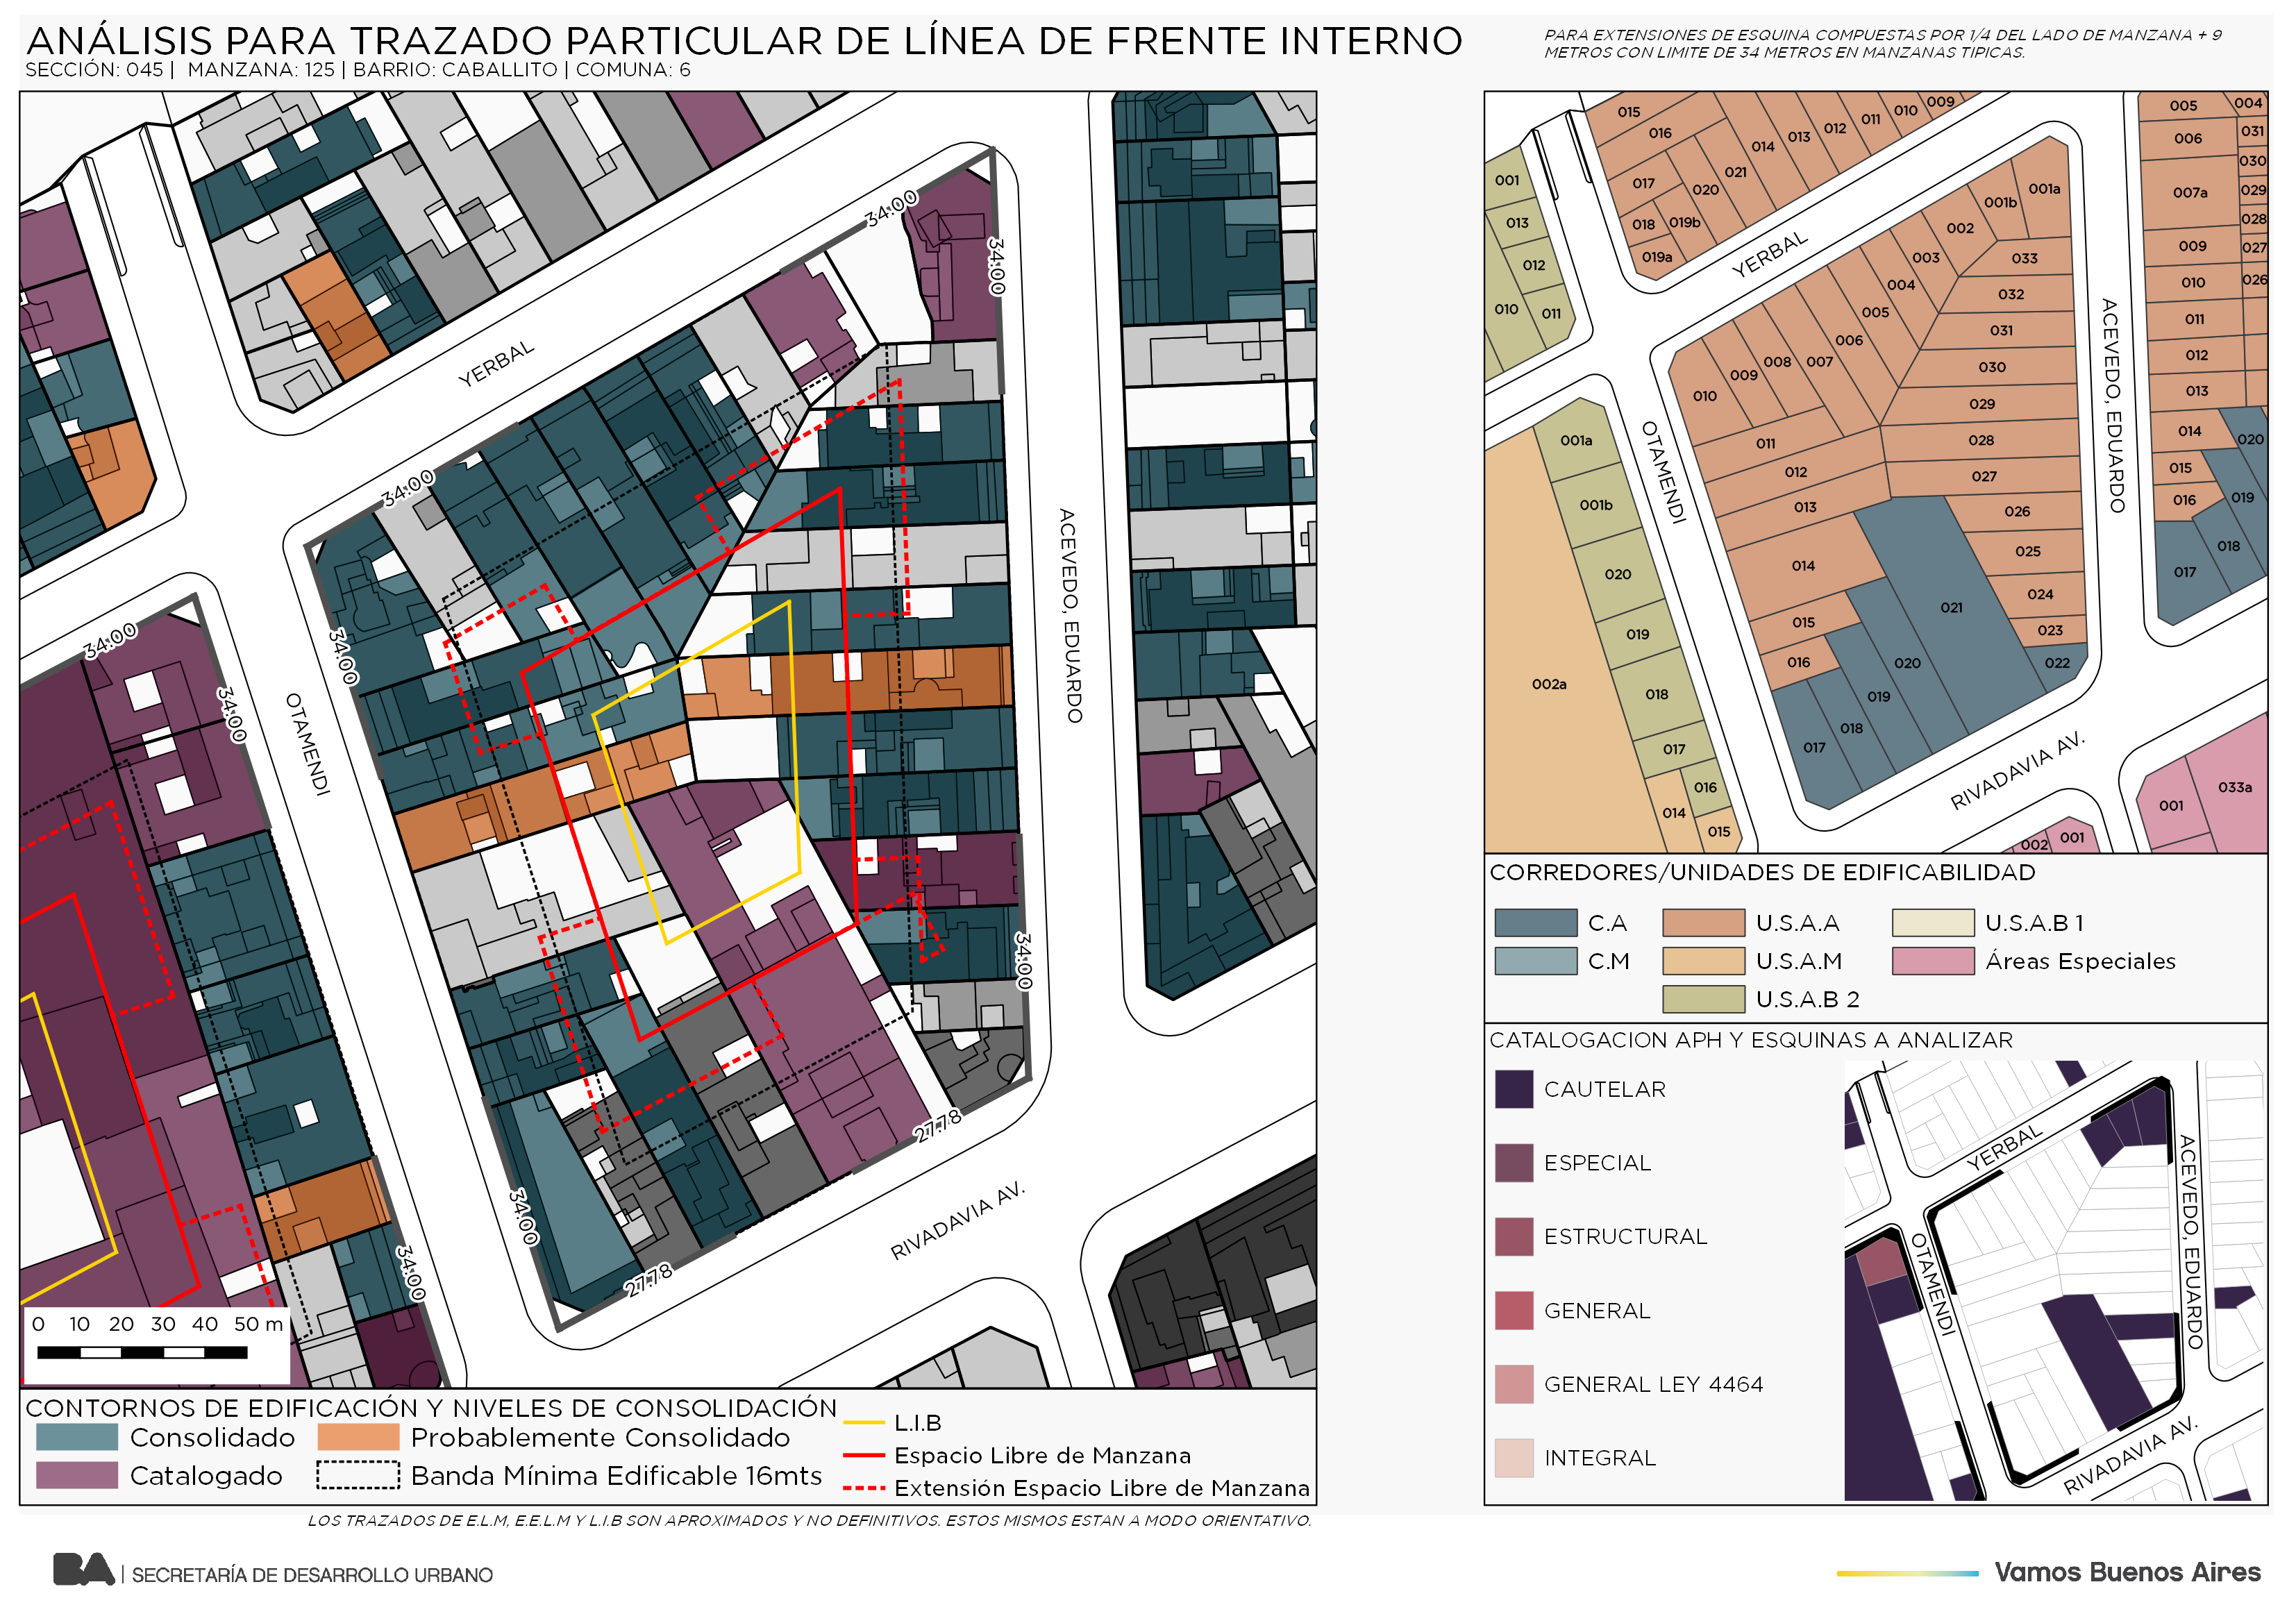 ANÁLISIS PARA TRAZADO PARTICULAR DE LÍNEA DE FRENTE INTERNO
SECCIÓN: 045 | MANZANA: 125 | BARRIO: CABALLITO | COMUNA: 6
PARA EXTENSIONES DE ESQUINA COMPUESTAS POR 1/4 DEL LADO DE MANZANA + 9
METROS CON LIMITE DE 34 METROS EN MANZANAS TIPICAS.
34.00
34.00
YERBAL
34.00
34.00
34.00
34.00
OTAMENDI
ACEVEDO, EDUARDO
34.00
27.78
34.00
27.78
34.00
RIVADAVIA AV.
0 10 20 30 40 50 m
CONTORNOS DE EDIFICACIÓN Y NIVELES DE CONSOLIDACIÓN
Consolidado
Probablemente Consolidado
Catalogado
Banda Mínima Edificable 16mts
L.I.B
Espacio Libre de Manzana
Extensión Espacio Libre de Manzana
LOS TRAZADOS DE E.L.M, E.E.L.M Y L.I.B SON APROXIMADOS Y NO DEFINITIVOS. ESTOS MISMOS ESTAN A MODO ORIENTATIVO.
015
016
014
013
012
011
010
009
017
020
021
018
019b
019a
001
013
012
010
011
005
004
006
031
030
007a
029
028
009
027
010
026
011
012
013
014
020
015
016
019
018
017
YERBAL
001a
001b
002
033
003
032
004
031
005
030
006
029
007
008
009
010
028
011
027
012
026
013
025
014
024
021
023
015
022
016
020
019
018
017
OTAMENDI
ACEVEDO, EDUARDO
RIVADAVIA AV.
001a
001b
020
019
018
017
016
014
015
002a
001
033a
002
001
CORREDORES/UNIDADES DE EDIFICABILIDAD
C.A
U.S.A.A
U.S.A.B 1
C.M
U.S.A.M
Áreas Especiales
U.S.A.B 2
CATALOGACION APH Y ESQUINAS A ANALIZAR
CAUTELAR
ESPECIAL
ESTRUCTURAL
GENERAL
GENERAL LEY 4464
INTEGRAL
YERBAL
OTAMENDI
ACEVEDO, EDUARDO
RIVADAVIA AV.
BA | SECRETARÍA DE DESARROLLO URBANO
Vamos Buenos Aires